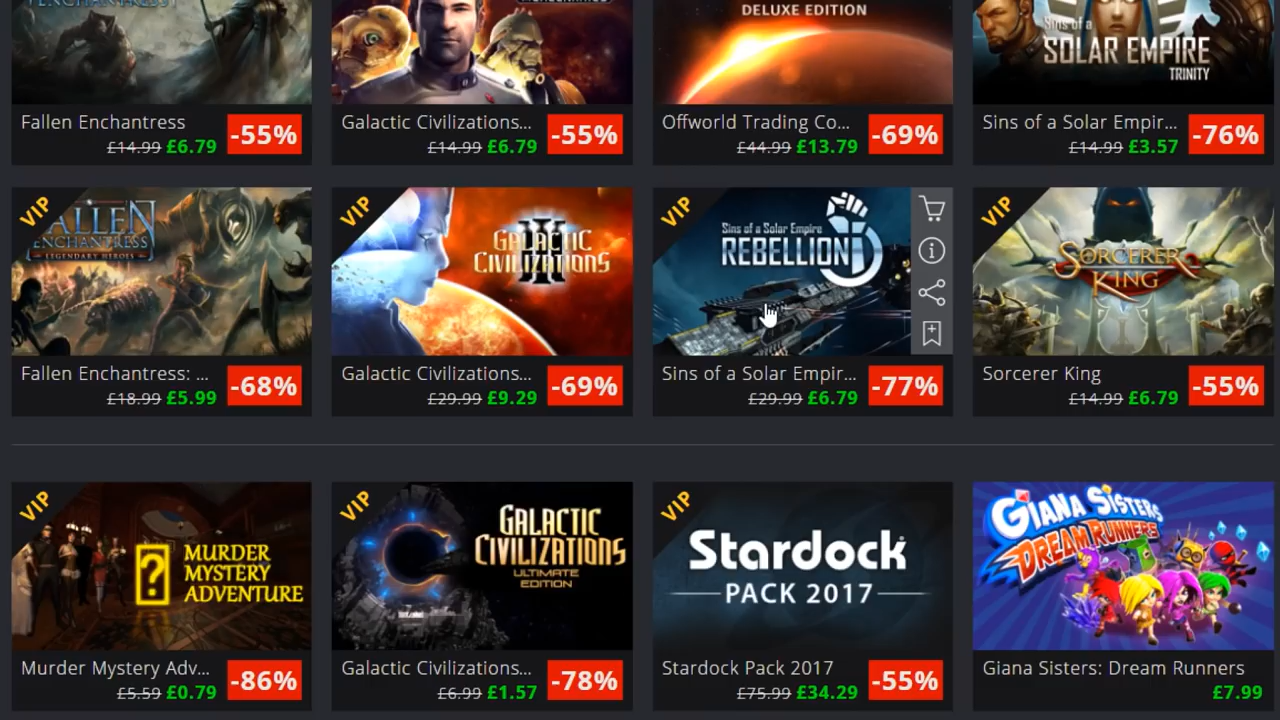 DELUXE EDITION
Sins of a
SOLAR EMPIRE
TRINITY
Fallen Enchantress
£14.99 £6.79
-55%
Galactic Civilizations...
£14.99 £6.79
-55%
Offworld Trading Co...
£44.99 £13.79
-69%
Sins of a Solar Empir...
£14.99 £3.57
-76%
VIP
FALLEN
ENCHANTRESS
LEGENDARY HEROES
VIP
III
GALACTIC
CIVILIZATIONS
VIP
Sins of a Solar Empire
REBELLION
VIP
SORCERER
KING
Fallen Enchantress: ...
£18.99 £5.99
-68%
Galactic Civilizations...
£29.99 £9.29
-69%
Sins of a Solar Empir...
£29.99 £6.79
-77%
Sorcerer King
£14.99 £6.79
-55%
VIP
?
MURDER
MYSTERY
ADVENTURE
VIP
GALACTIC
CIVILIZATIONS
ULTIMATE
EDITION
VIP
Stardock
PACK 2017
GIANA SISTERS
DREAM RUNNERS
Murder Mystery Adv...
£5.59 £0.79
-86%
Galactic Civilizations...
£6.99 £1.57
-78%
Stardock Pack 2017
£75.99 £34.29
-55%
Giana Sisters: Dream Runners
£7.99